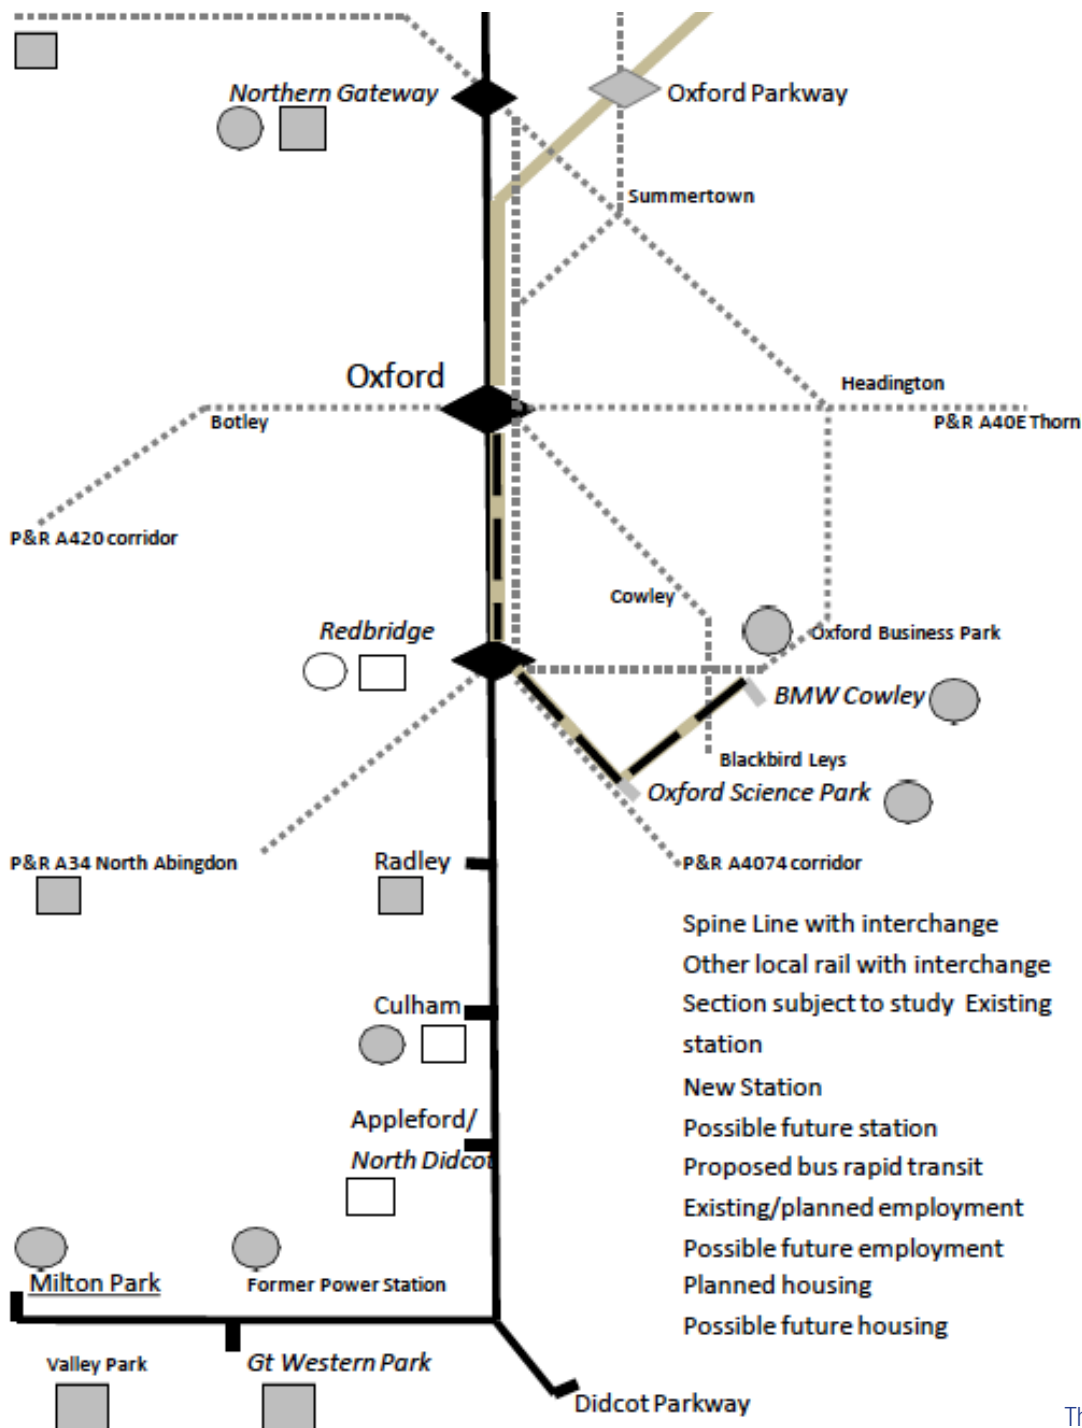 Northern Gateway
Oxford Parkway
Summertown
Oxford
Headington
Botley
P&R A40E Thorn
P&R A420 corridor
Cowley
Redbridge
Oxford Business Park
BMW Cowley
Blackbird Leys
Oxford Science Park
P&R A34 North Abingdon
Radley
P&R A4074 corridor
Spine Line with interchange
Other local rail with interchange
Culham
Section subject to study Existing
station
New Station
Appleford/
Possible future station
North Didcot
Proposed bus rapid transit
Existing/planned employment
Possible future employment
Milton Park
Former Power Station
Planned housing
Possible future housing
Valley Park
Gt Western Park
Didcot Parkway
Th